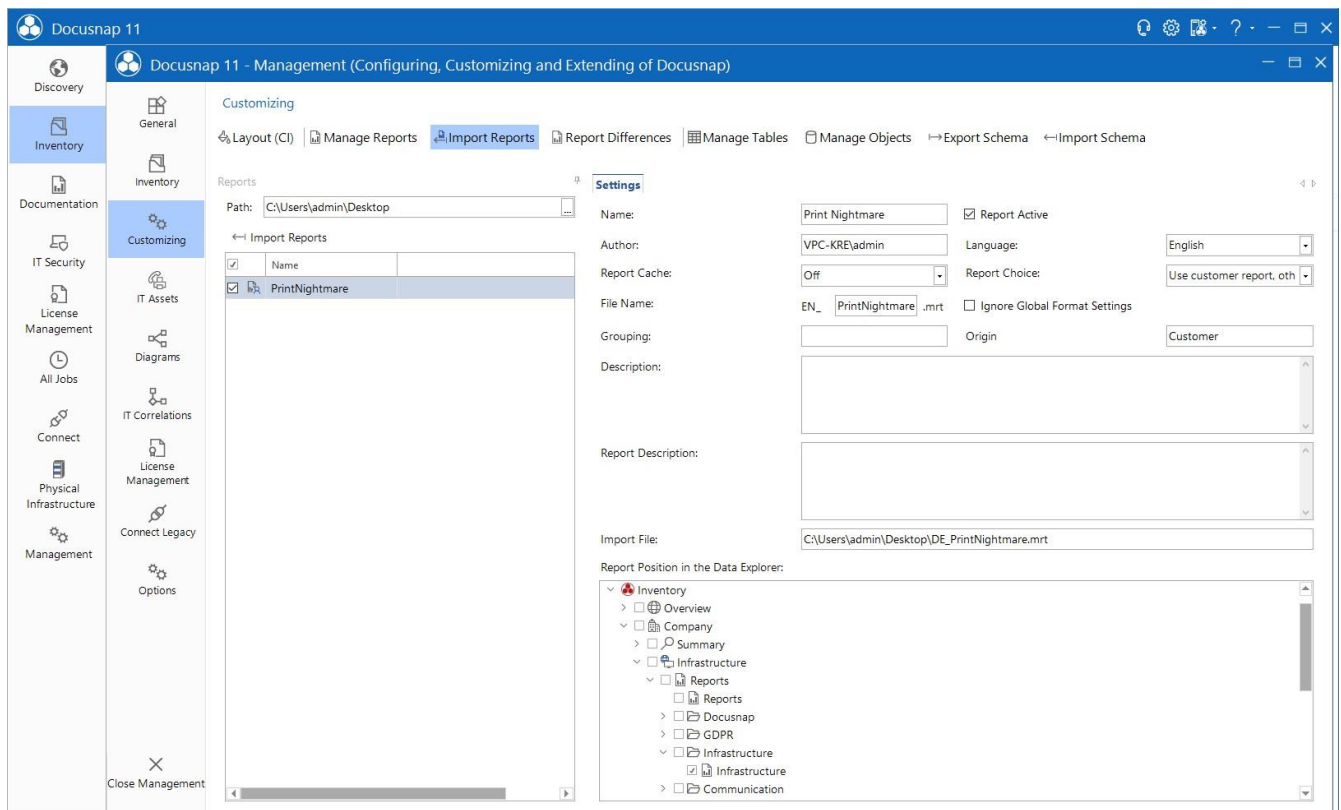 Docusnap 11
Docusnap 11 - Management (Configuring, Customizing and Extending of Docusnap)
Discovery
Inventory
Documentation
IT Security
License
Management
All Jobs
Connect
Physical
Infrastructure
Management
General
Inventory
Customizing
IT Assets
Diagrams
IT Correlations
License
Management
Connect Legacy
Options
Close Management
Customizing
Layout (CI) Manage Reports Import Reports Report Differences Manage Tables Manage Objects Export Schema Import Schema
Reports
Path: C:\Users\admin\Desktop ...
Import Reports
Name
PrintNightmare
Settings
Name: Print Nightmare Report Active
Author: VPC-KRE\admin Language: English
Report Cache: Off Report Choice: Use customer report, oth
File Name: EN_ PrintNightmare .mrt Ignore Global Format Settings
Grouping: Origin Customer
Description:
Report Description:
Import File: C:\Users\admin\Desktop\DE_PrintNightmare.mrt
Report Position in the Data Explorer:
Inventory
Overview
Company
Summary
Infrastructure
Reports
Reports
Docusnap
GDPR
Infrastructure
Infrastructure
Communication